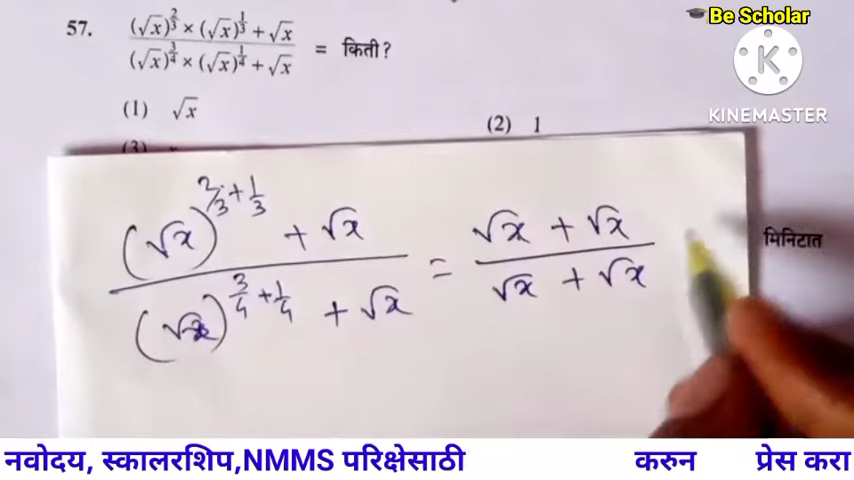 Be Scholar
K
KINEMASTER
57. (√x)^(2/3) × (√x)^(1/3) + √x / (√x)^(3/4) × (√x)^(1/4) + √x = किती?
(1) √x
(2) 1
(3)
(√x)^(2/3 + 1/3) + √x / (√x)^(3/4 + 1/4) + √x = √x + √x / √x + √x
मिनिटात
नवोदय, स्कालरशिप,NMMS परिक्षेसाठी करुन प्रेस करा